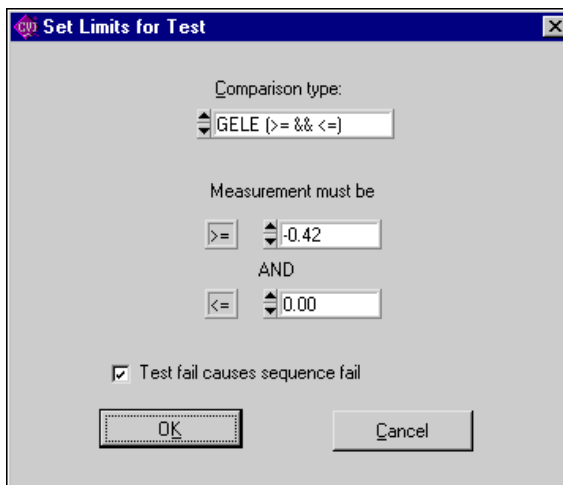 CVI Set Limits for Test
Comparison type:
GELE (>= && <=)
Measurement must be
>= -0.42
AND
<= 0.00
Test fail causes sequence fail
OK Cancel